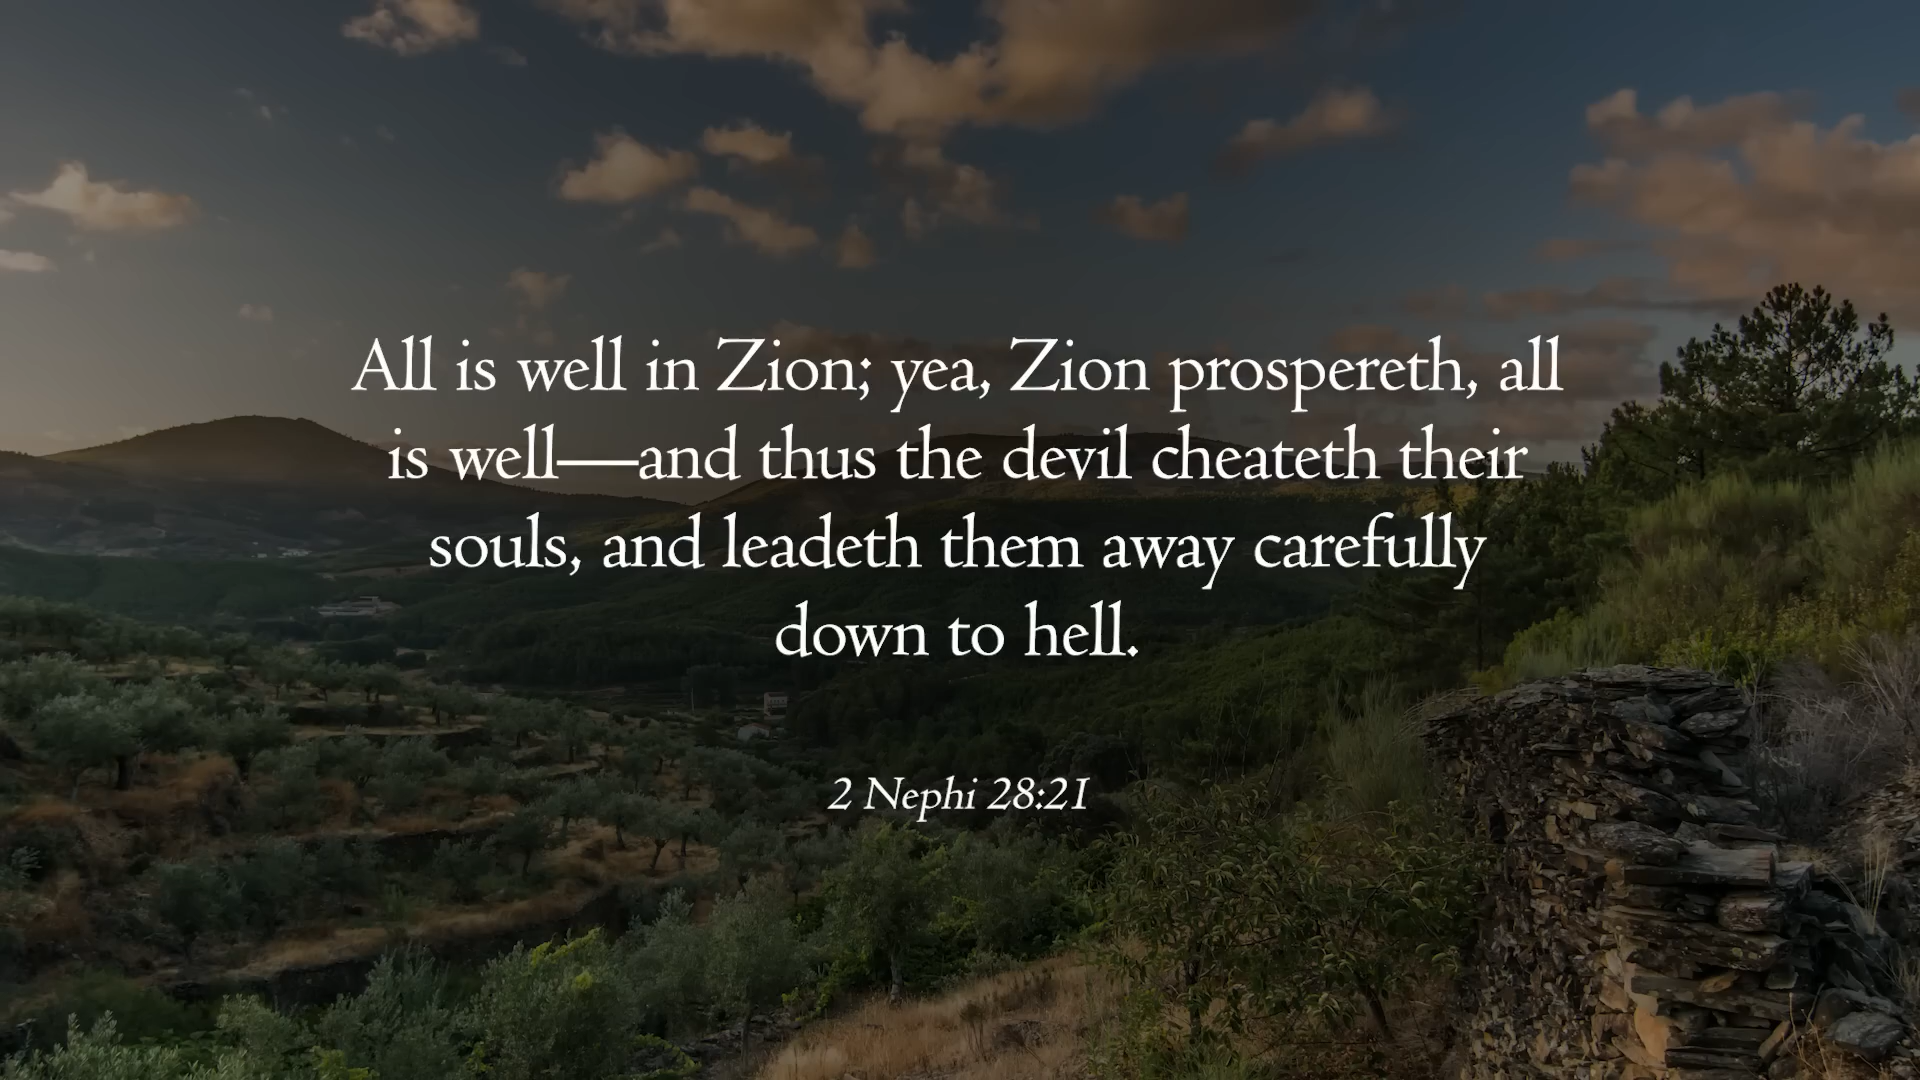 All is well in Zion; yea, Zion prospereth, all
is well—and thus the devil cheateth their
souls, and leadeth them away carefully
down to hell.
2 Nephi 28:21